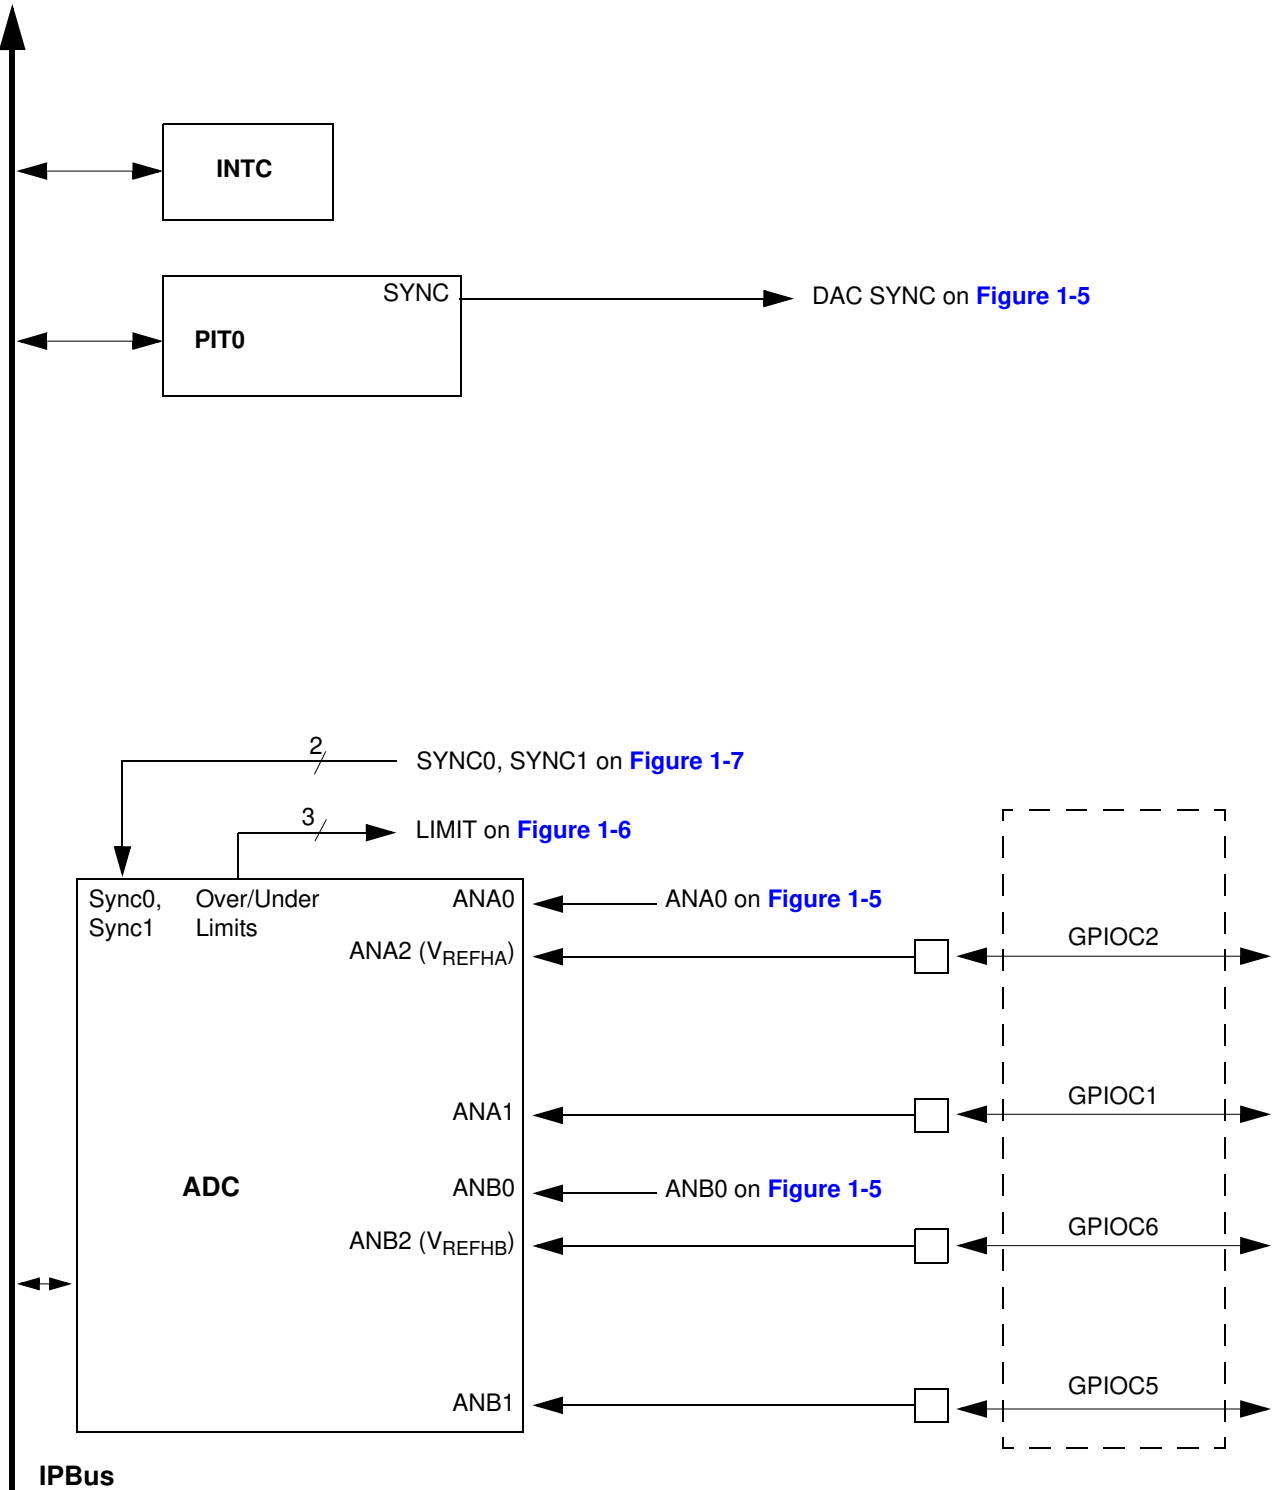 INTC
SYNC
DAC SYNC on Figure 1-5
PIT0
2
SYNC0, SYNC1 on Figure 1-7
3
LIMIT on Figure 1-6
Sync0,
Sync1
Over/Under
Limits
ANA0
ANA0 on Figure 1-5
ANA2 (VREFHA)
GPIOC2
ANA1
GPIOC1
ADC
ANB0
ANB0 on Figure 1-5
ANB2 (VREFHB)
GPIOC6
ANB1
GPIOC5
IPBus